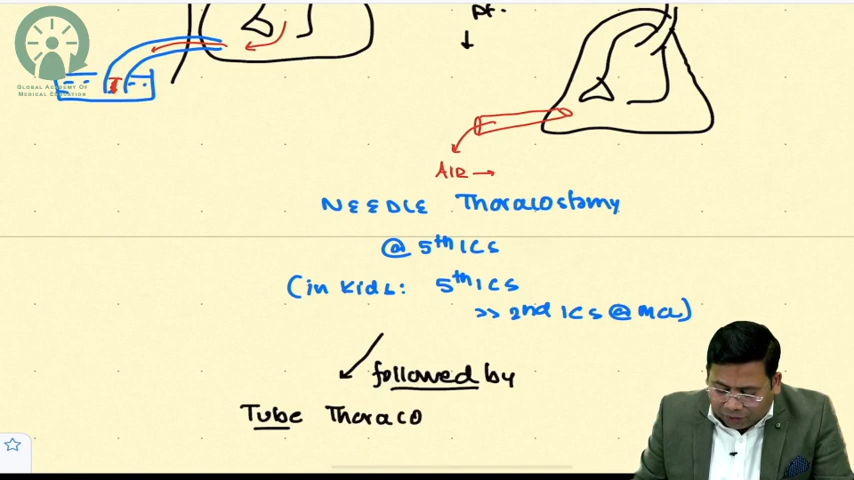 GLOBAL ACADEMY OF
MEDICAL EDUCATION
Pt.
AIR →
NEEDLE Thoracostomy
@ 5th ICS
(in Kids: 5th ICS
>> 2nd ICS @ MCL)
followed by
Tube Thoraco